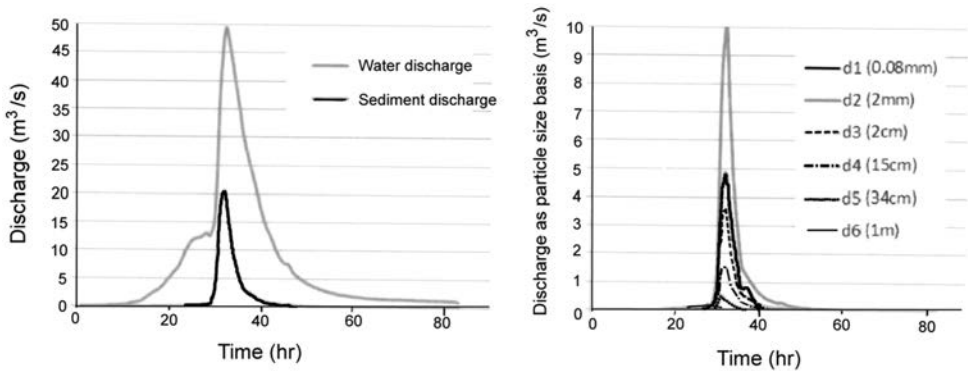 Discharge (m³/s)
50
45
40
35
50
25
20
15
10
5
0
Water discharge
Sediment discharge
0
20
40
60
80
Time (hr)
Discharge as particle size basis (m³/s)
10
9
8
7
6
5
4
3
2
1
0
d1 (0.08mm)
d2 (2mm)
d3 (2cm)
d4 (15cm)
d5 (34cm)
d6 (1m)
0
20
40
60
80
Time (hr)